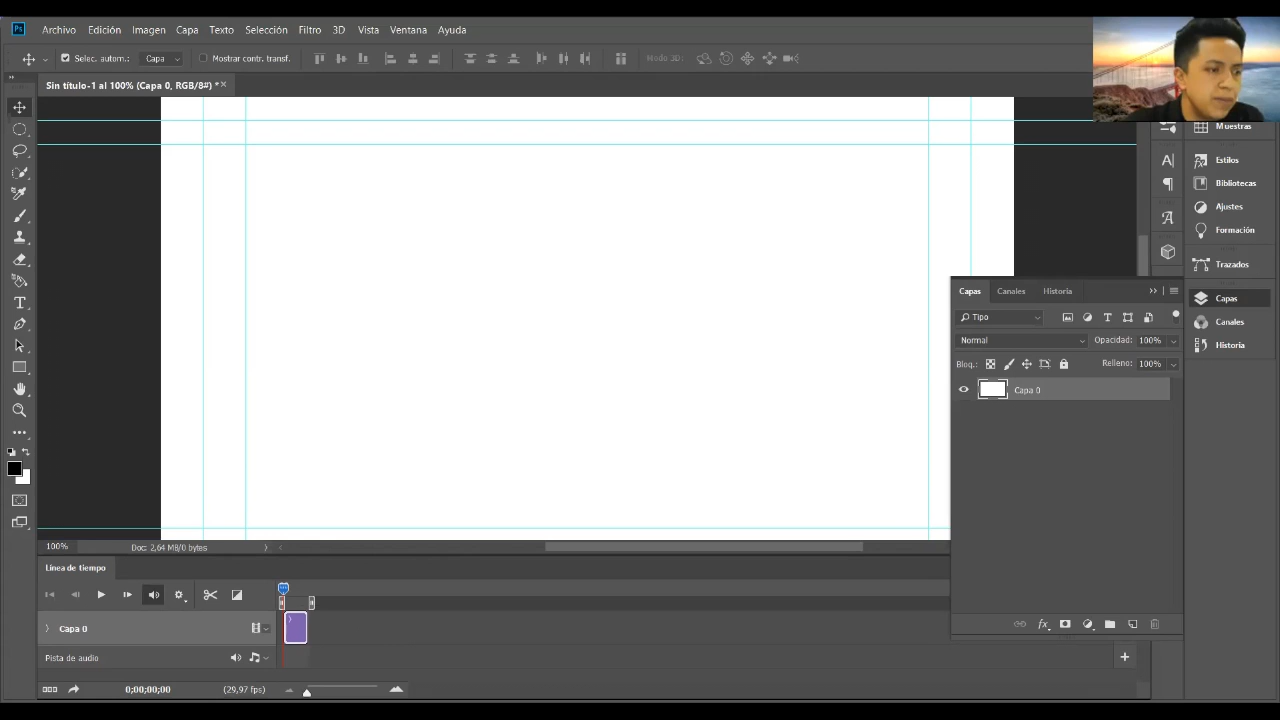 Ps Archivo Edición Imagen Capa Texto Selección Filtro 3D Vista Ventana Ayuda
Selec. autom.: Capa Mostrar contr. transf. Modo 3D:
Sin título-1 al 100% (Capa 0, RGB/8#) * ×
Muestras
Estilos
Bibliotecas
Ajustes
Formación
Trazados
Capas
Canales
Historia
Capas Canales Historia
Tipo
Normal Opacidad: 100%
Bloq.: Relleno: 100%
Capa 0
fx
100% Doc: 2,64 MB/0 bytes
Línea de tiempo
Capa 0
Pista de audio
0;00;00;00 (29,97 fps)